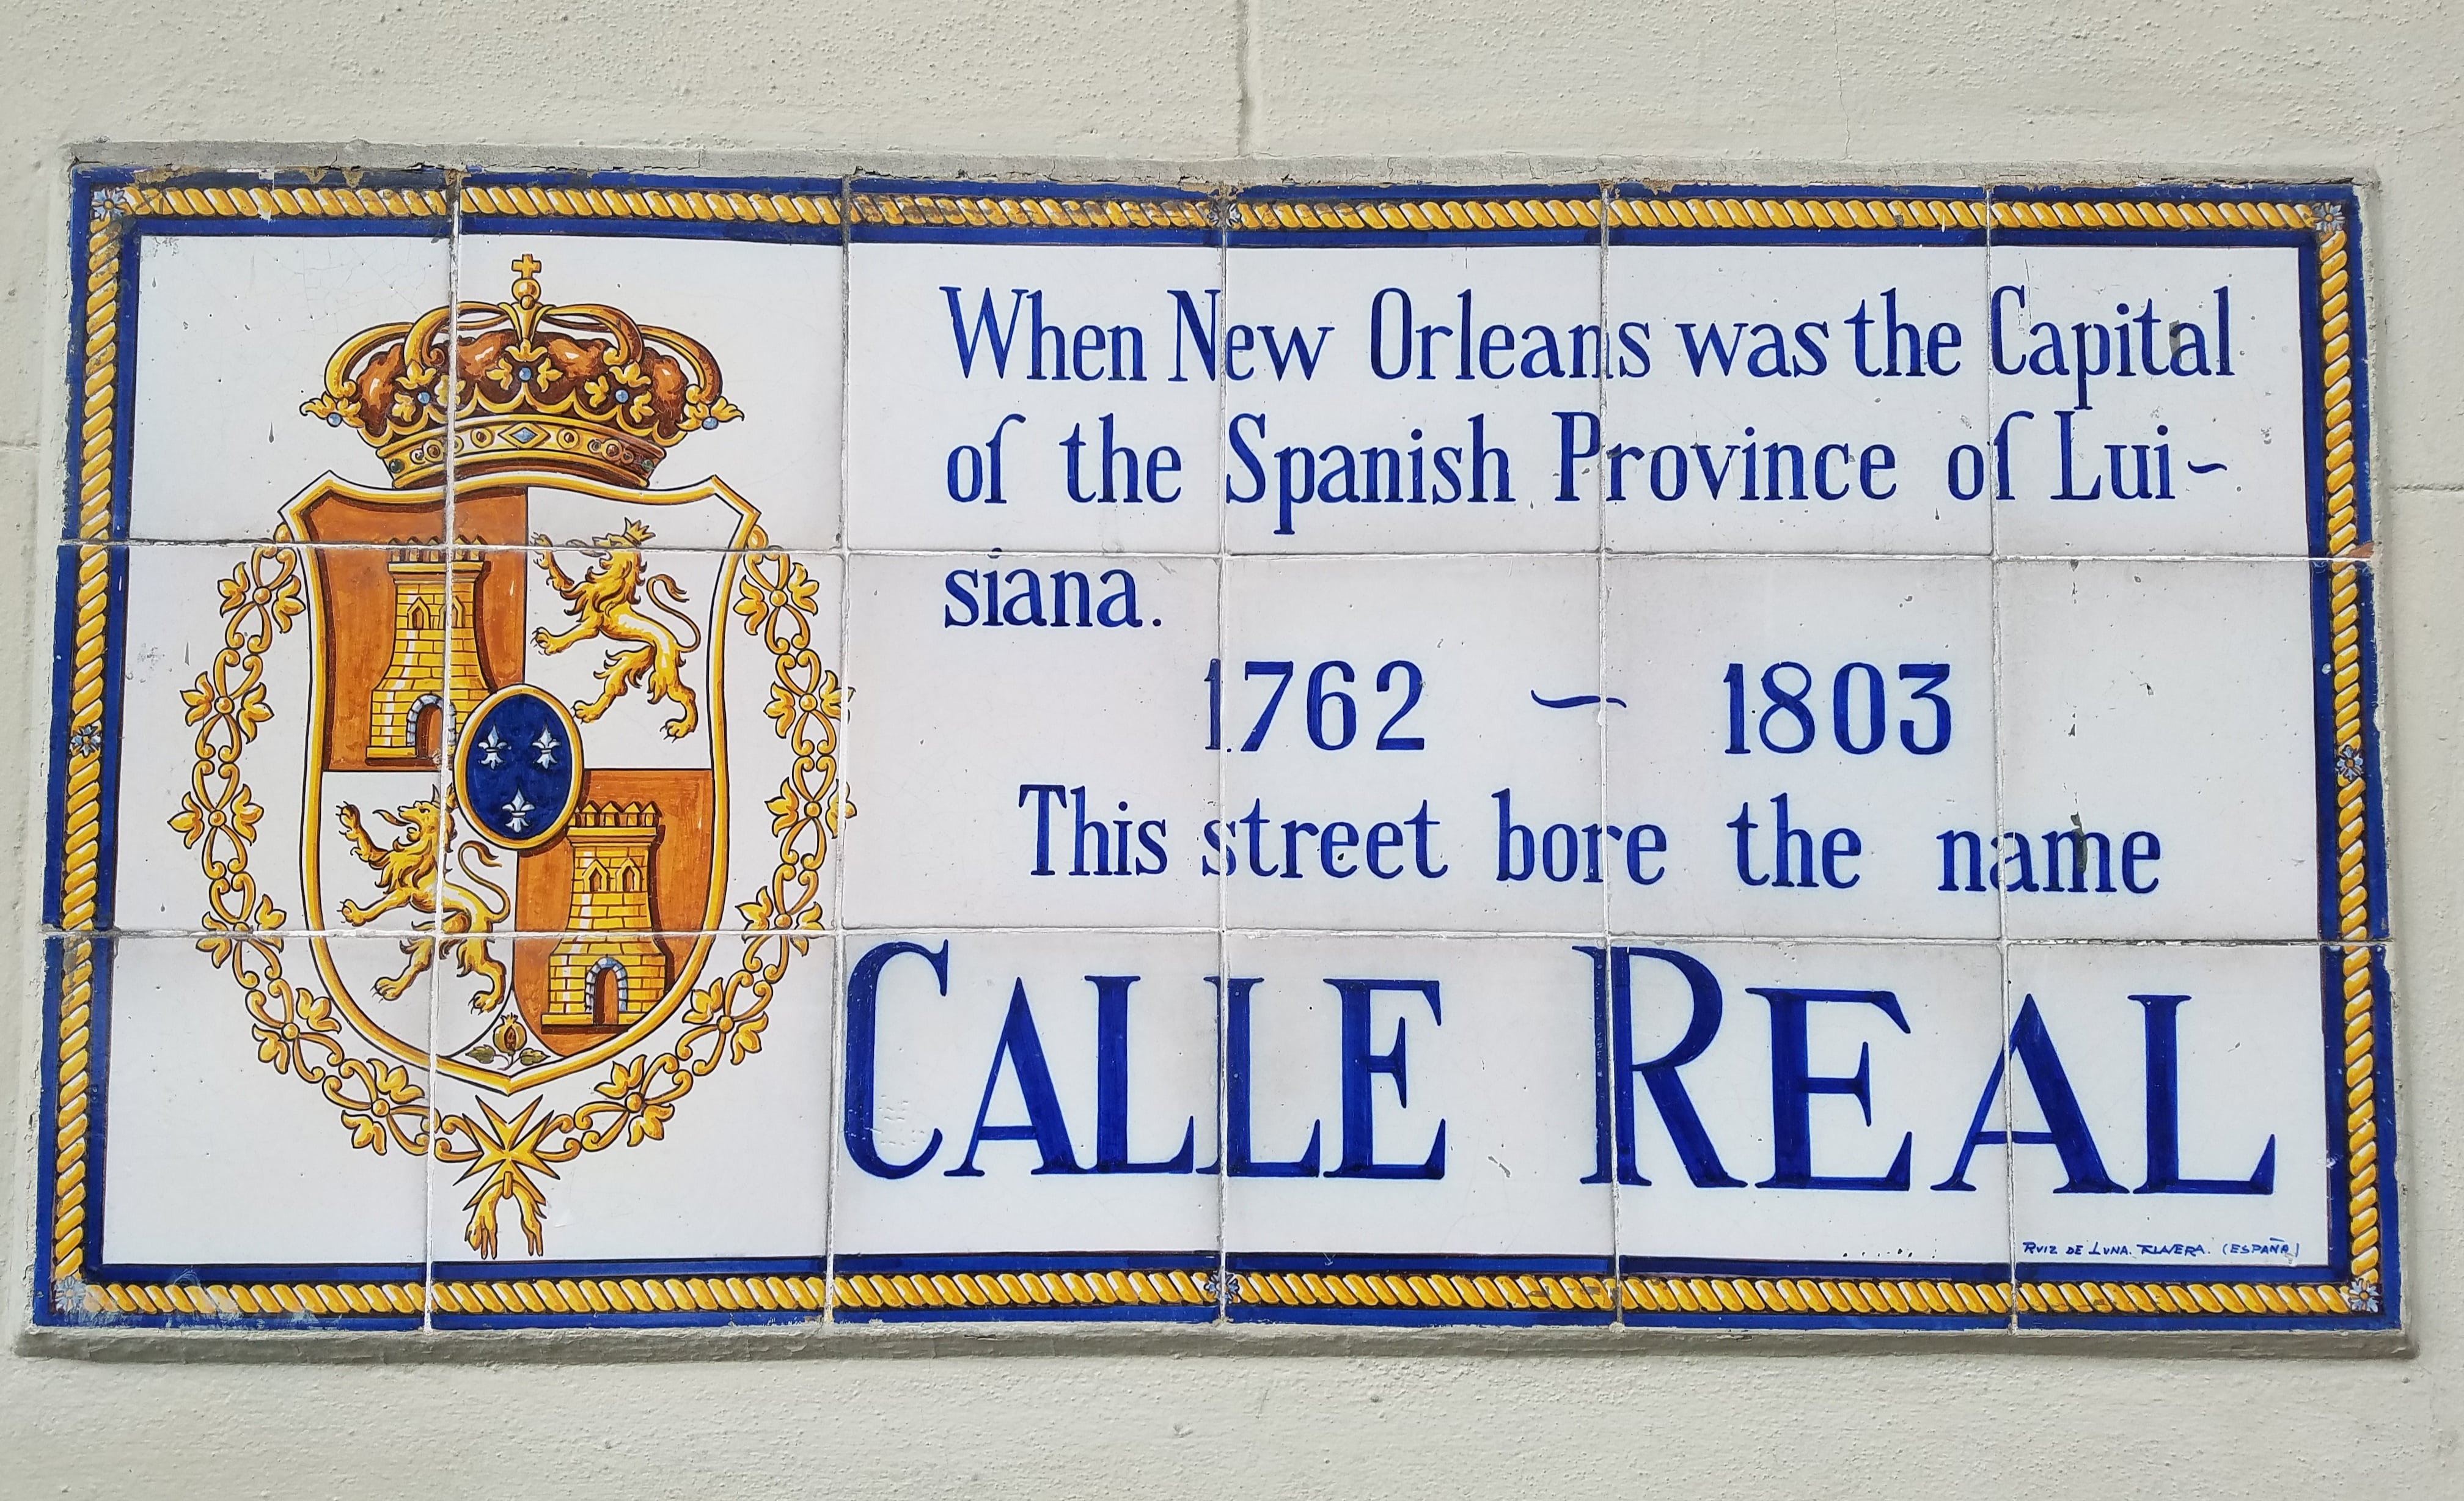 When New Orleans was the Capital
of the Spanish Province of Lui~
siana.
1762 ~ 1803
This street bore the name
CALLE REAL
RUIZ DE LUNA. TALAVERA. (ESPAÑA)